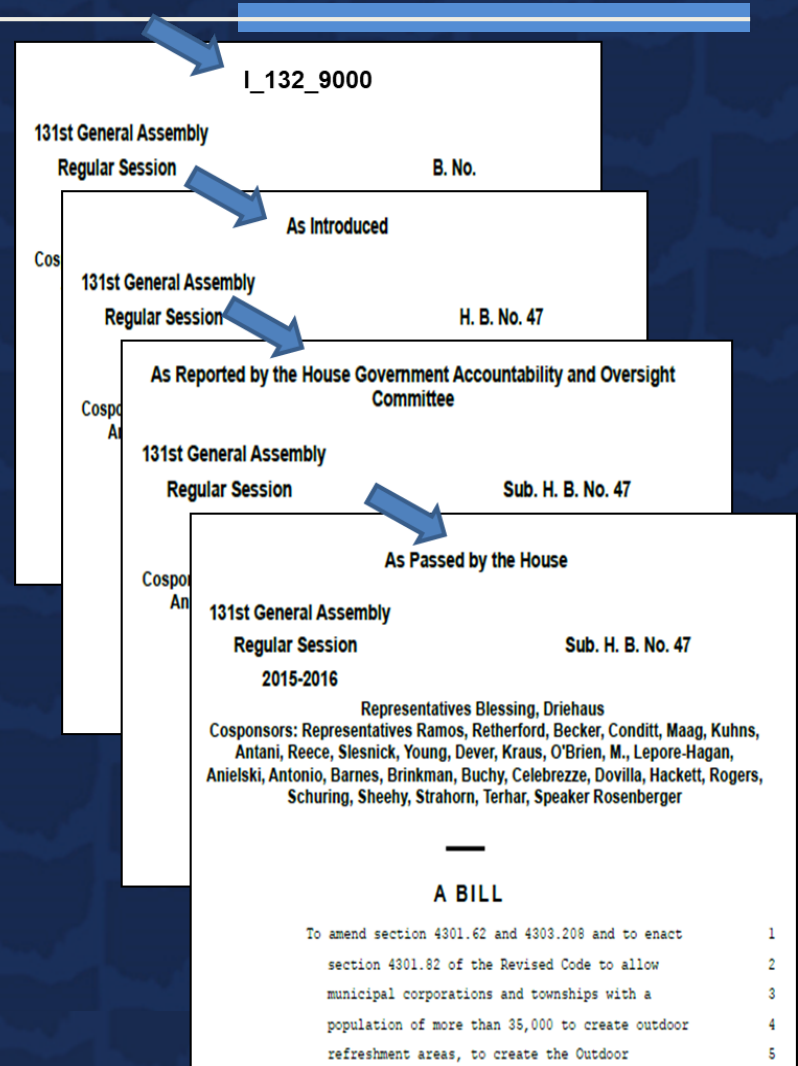 I_132_9000
131st General Assembly
Regular Session B. No.
Cos
As Introduced
131st General Assembly
Regular Session H. B. No. 47
Cospo
As Reported by the House Government Accountability and Oversight
Committee
131st General Assembly
Regular Session Sub. H. B. No. 47
Cospon
An
As Passed by the House
131st General Assembly
Regular Session Sub. H. B. No. 47
2015-2016
Representatives Blessing, Driehaus
Cosponsors: Representatives Ramos, Retherford, Becker, Conditt, Maag, Kuhns,
Antani, Reece, Slesnick, Young, Dever, Kraus, O'Brien, M., Lepore-Hagan,
Anielski, Antonio, Barnes, Brinkman, Buchy, Celebrezze, Dovilla, Hackett, Rogers,
Schuring, Sheehy, Strahorn, Terhar, Speaker Rosenberger
A BILL
To amend section 4301.62 and 4303.208 and to enact 1
section 4301.82 of the Revised Code to allow 2
municipal corporations and townships with a 3
population of more than 35,000 to create outdoor 4
refreshment areas, to create the Outdoor 5